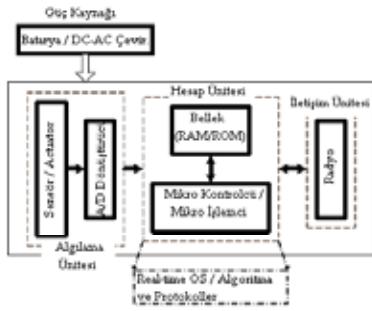 Güç Kaynağı
Batarya / DC-AC Çevir
Hesap Ünitesi
İletişim Ünitesi
Sensör / Actuator
A/D Dönüştürücü
Bellek
(RAM/ROM)
Mikro Kontrolcü /
Mikro İşlemci
Radyo
Algılama
Ünitesi
Real-time OS / Algoritma
ve Protokoller